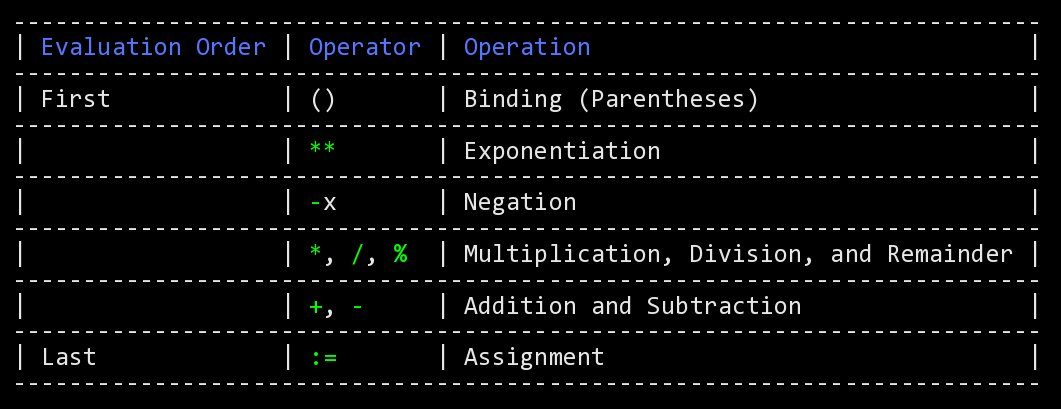 ----------------------------------------------------------------------
| Evaluation Order | Operator | Operation                               |
----------------------------------------------------------------------
| First            | ()       | Binding (Parentheses)                   |
----------------------------------------------------------------------
|                  | **       | Exponentiation                          |
----------------------------------------------------------------------
|                  | -x       | Negation                                |
----------------------------------------------------------------------
|                  | *, /, %  | Multiplication, Division, and Remainder |
----------------------------------------------------------------------
|                  | +, -     | Addition and Subtraction                |
----------------------------------------------------------------------
| Last             | :=       | Assignment                              |
----------------------------------------------------------------------